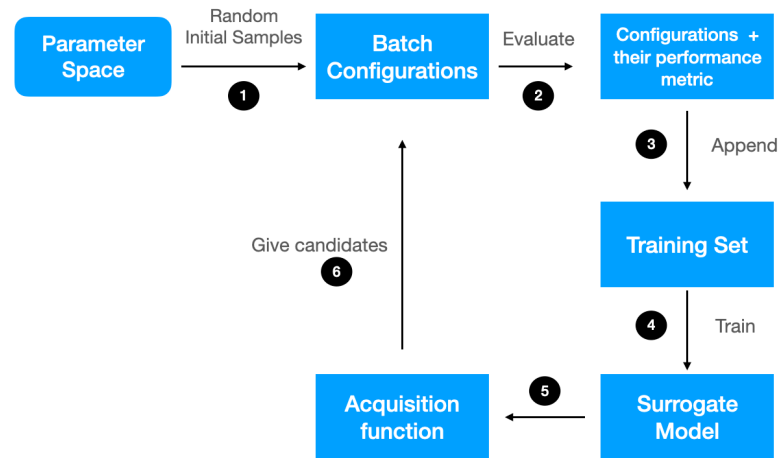 Random
Initial Samples
Parameter
Space
1
Batch
Configurations
Evaluate
2
Configurations +
their performance
metric
3
Append
Training Set
Give candidates
6
4
Train
Acquisition
function
5
Surrogate
Model